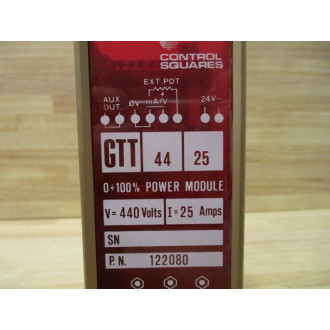 CONTROL
SQUARES
EXT POT
AUX
OUT.
ØV mA/V
24V~
GTT 44 25
0÷100% POWER MODULE
V= 440 Volts I= 25 Amps
SN
P.N. 122080